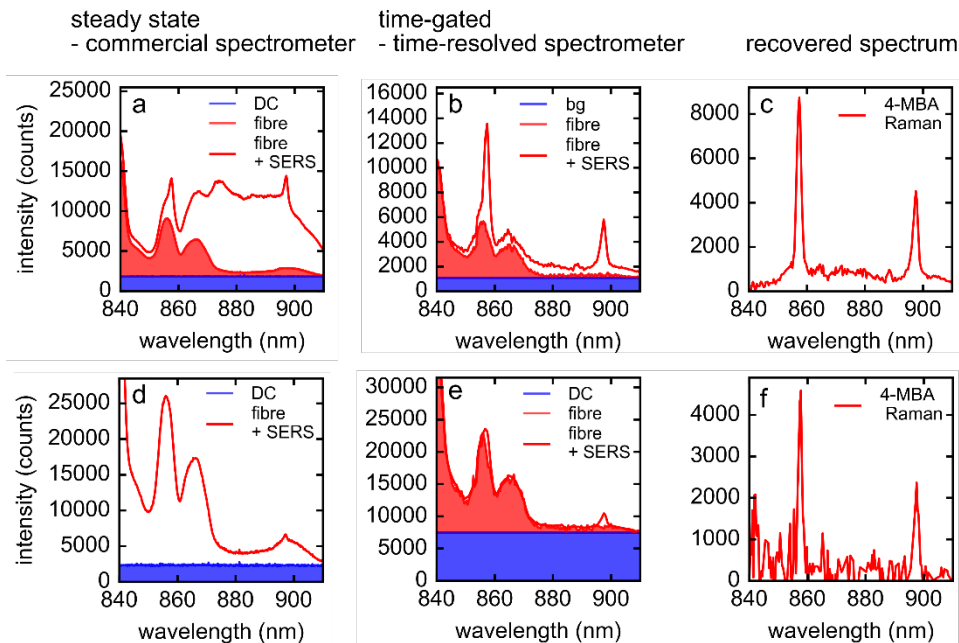 steady state
- commercial spectrometer
time-gated
- time-resolved spectrometer
recovered spectrum
intensity (counts)
25000
20000
15000
10000
5000
0
a
DC
fibre
fibre
+ SERS
840 860 880 900
wavelength (nm)
16000
14000
12000
10000
8000
6000
4000
2000
0
b
bg
fibre
fibre
+ SERS
840 860 880 900
wavelength (nm)
8000
6000
4000
2000
0
c
4-MBA
Raman
840 860 880 900
wavelength (nm)
intensity (counts)
25000
20000
15000
10000
5000
0
d
DC
fibre
+ SERS
840 860 880 900
wavelength (nm)
30000
25000
20000
15000
10000
5000
0
e
DC
fibre
fibre
+ SERS
840 860 880 900
wavelength (nm)
4000
3000
2000
1000
0
f
4-MBA
Raman
840 860 880 900
wavelength (nm)